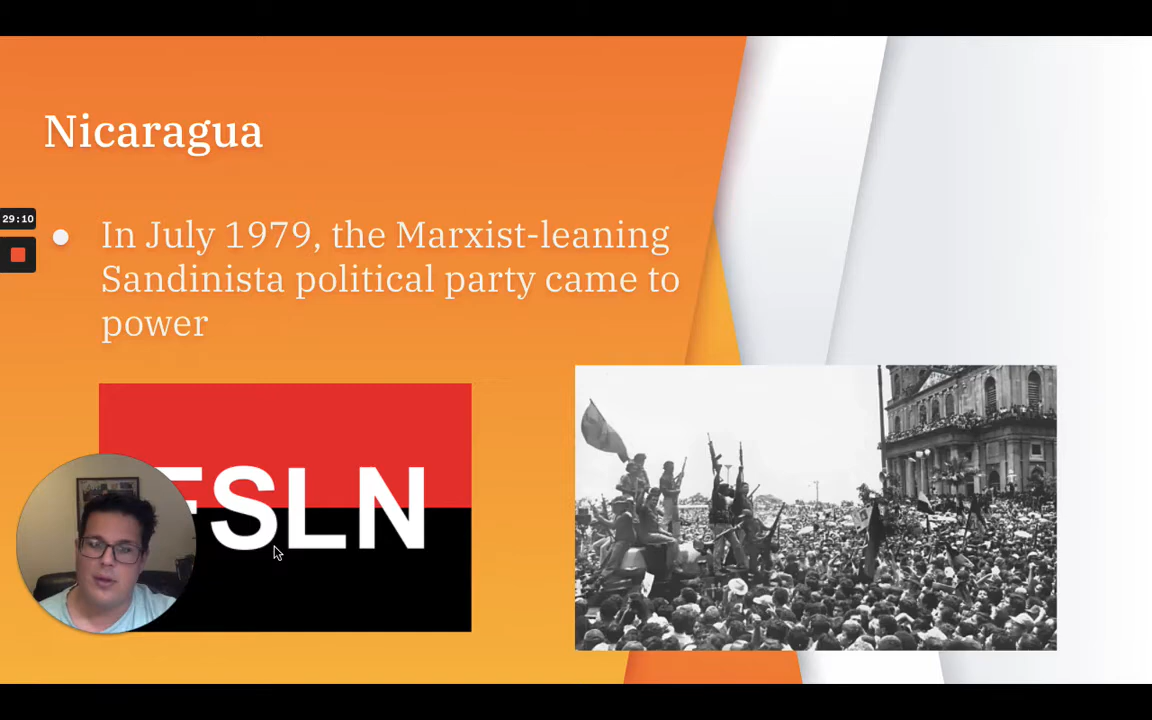 Nicaragua
29:10
In July 1979, the Marxist-leaning
Sandinista political party came to
power
FSLN